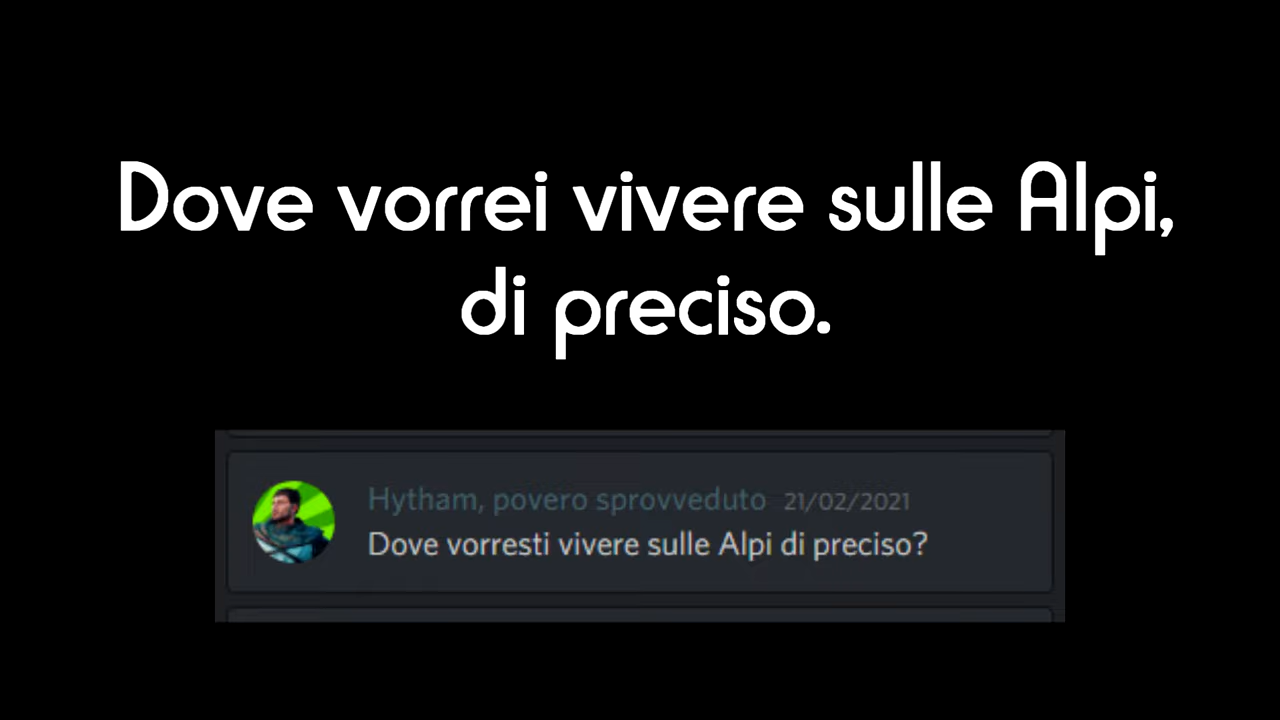 Dove vorrei vivere sulle Alpi,
di preciso.
Hytham, povero sprovveduto 21/02/2021
Dove vorresti vivere sulle Alpi di preciso?